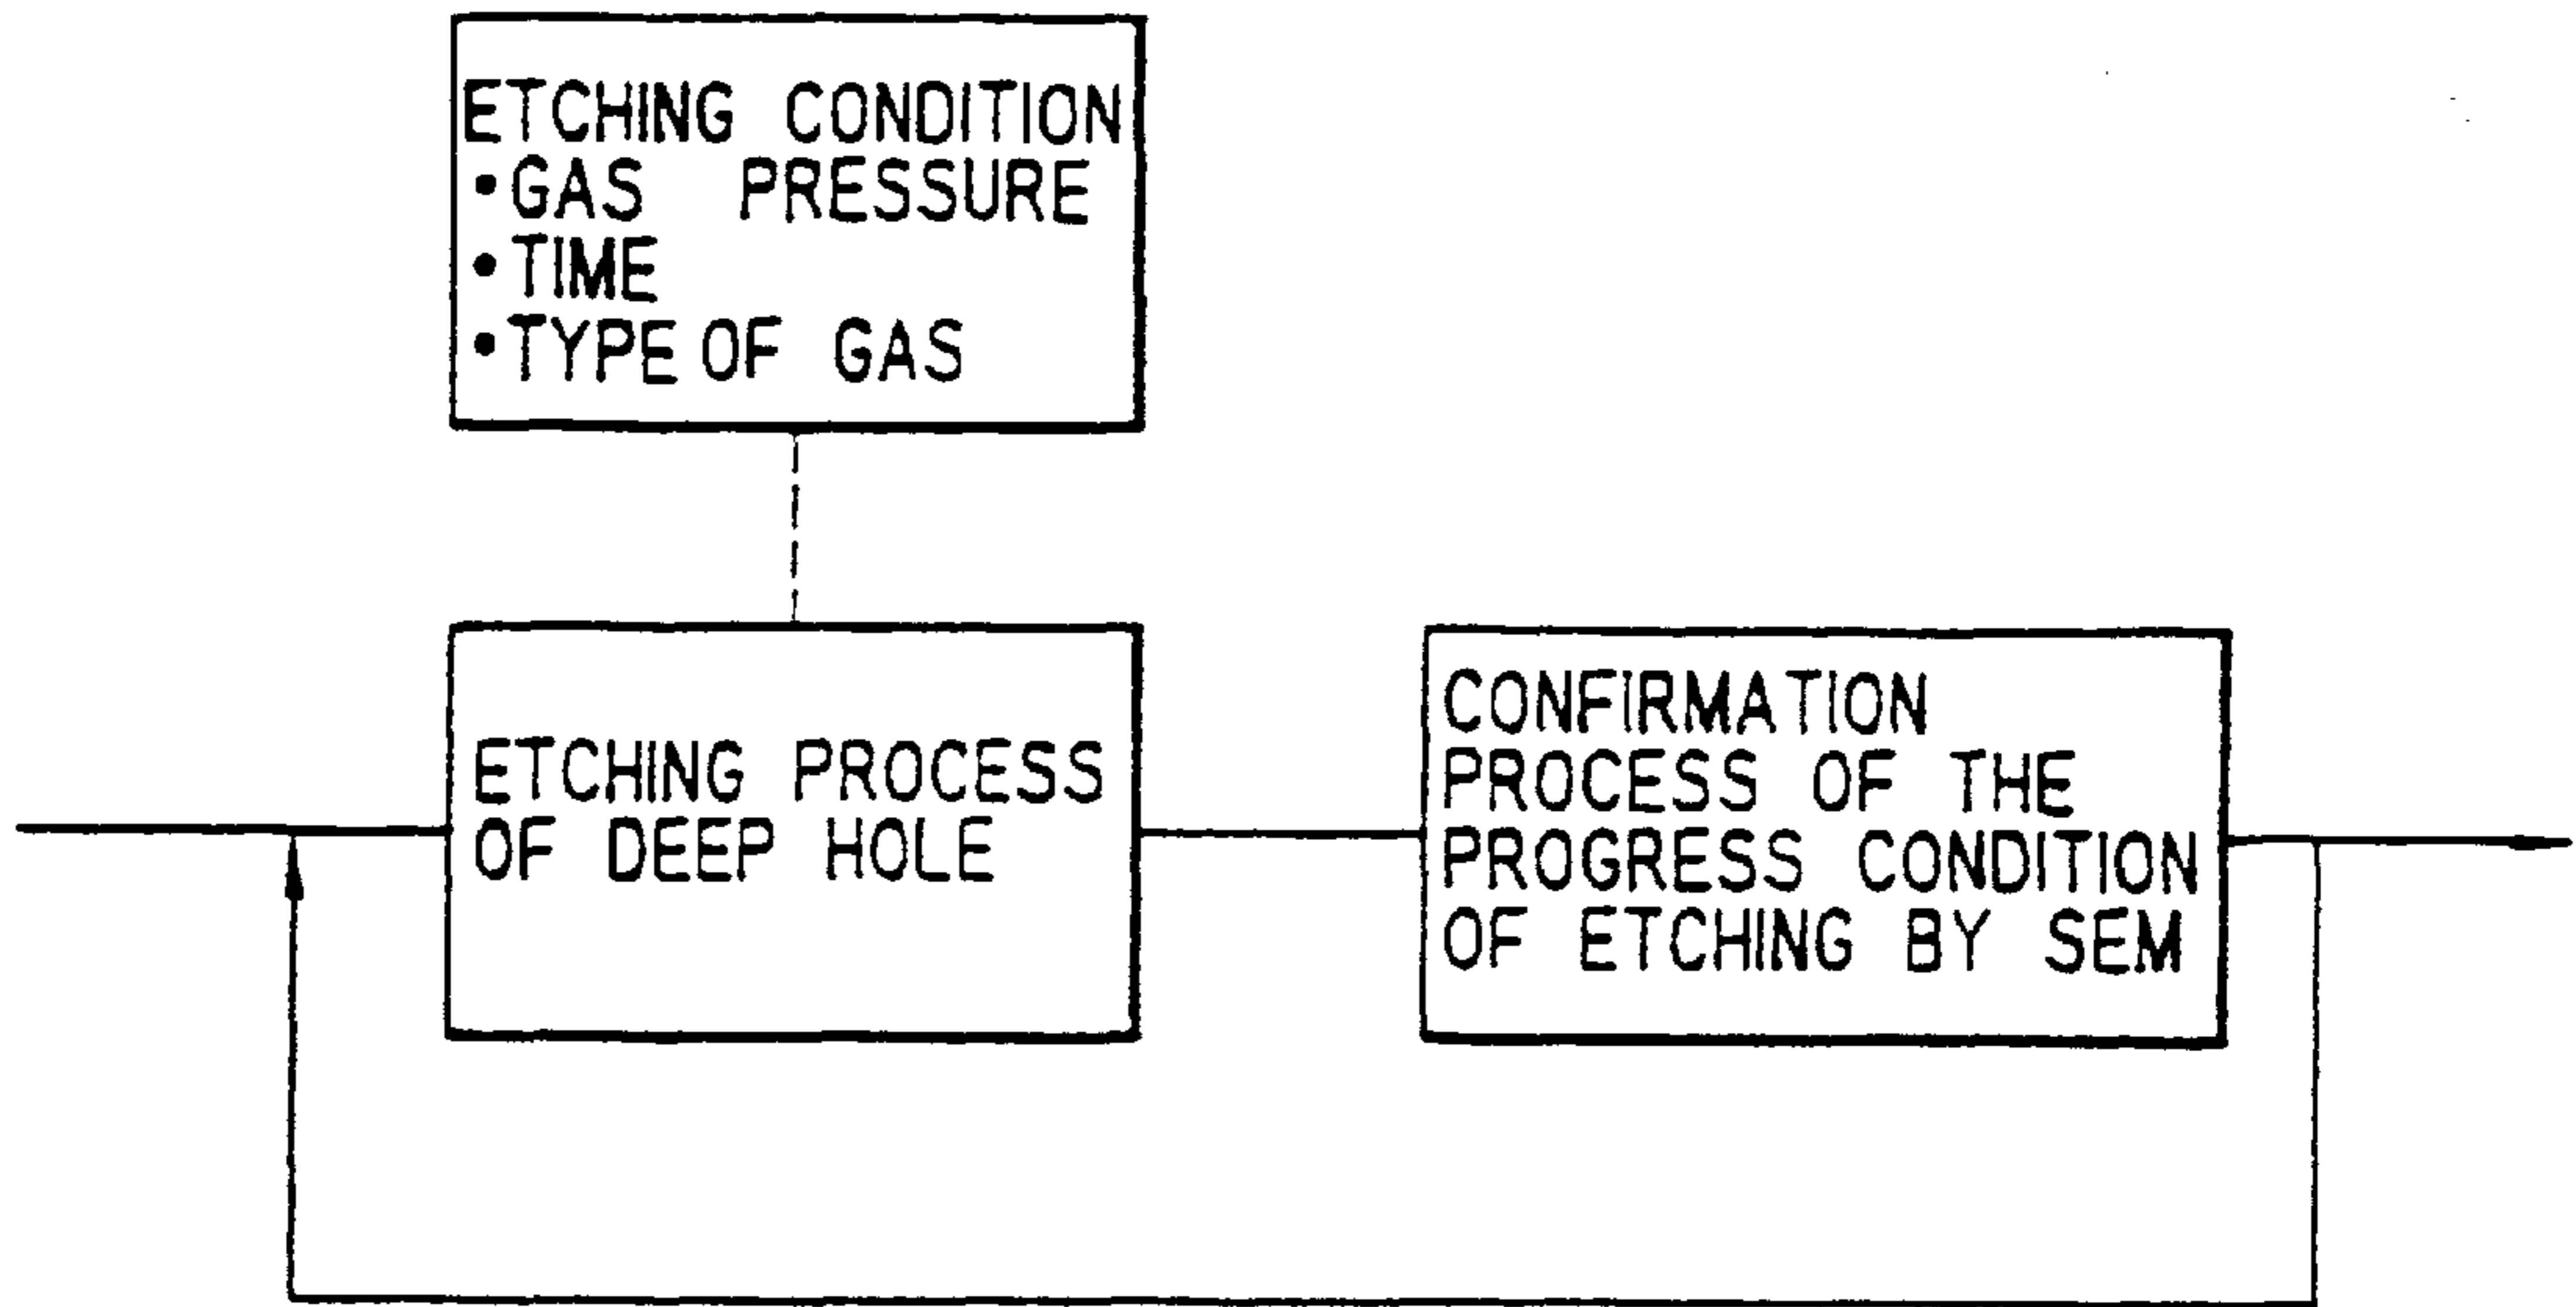 ETCHING CONDITION
•GAS PRESSURE
•TIME
•TYPE OF GAS
ETCHING PROCESS
OF DEEP HOLE
CONFIRMATION
PROCESS OF THE
PROGRESS CONDITION
OF ETCHING BY SEM